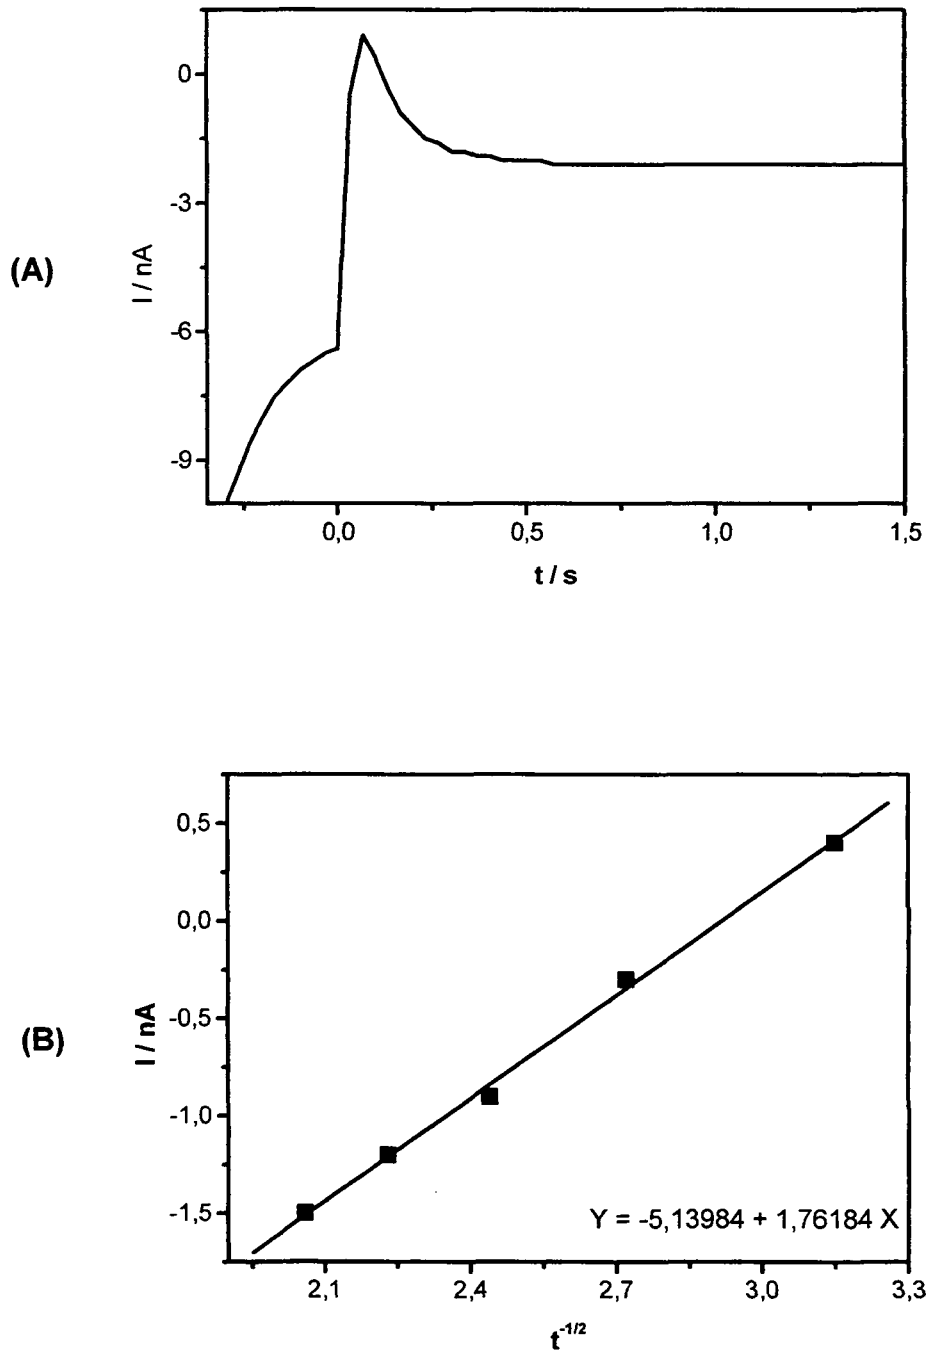 (A)
I / nA
0
-3
-6
-9
0,0 0,5 1,0 1,5
t / s
(B)
I / nA
0,5
0,0
-0,5
-1,0
-1,5
Y = -5,13984 + 1,76184 X
2,1 2,4 2,7 3,0 3,3
t^-1/2